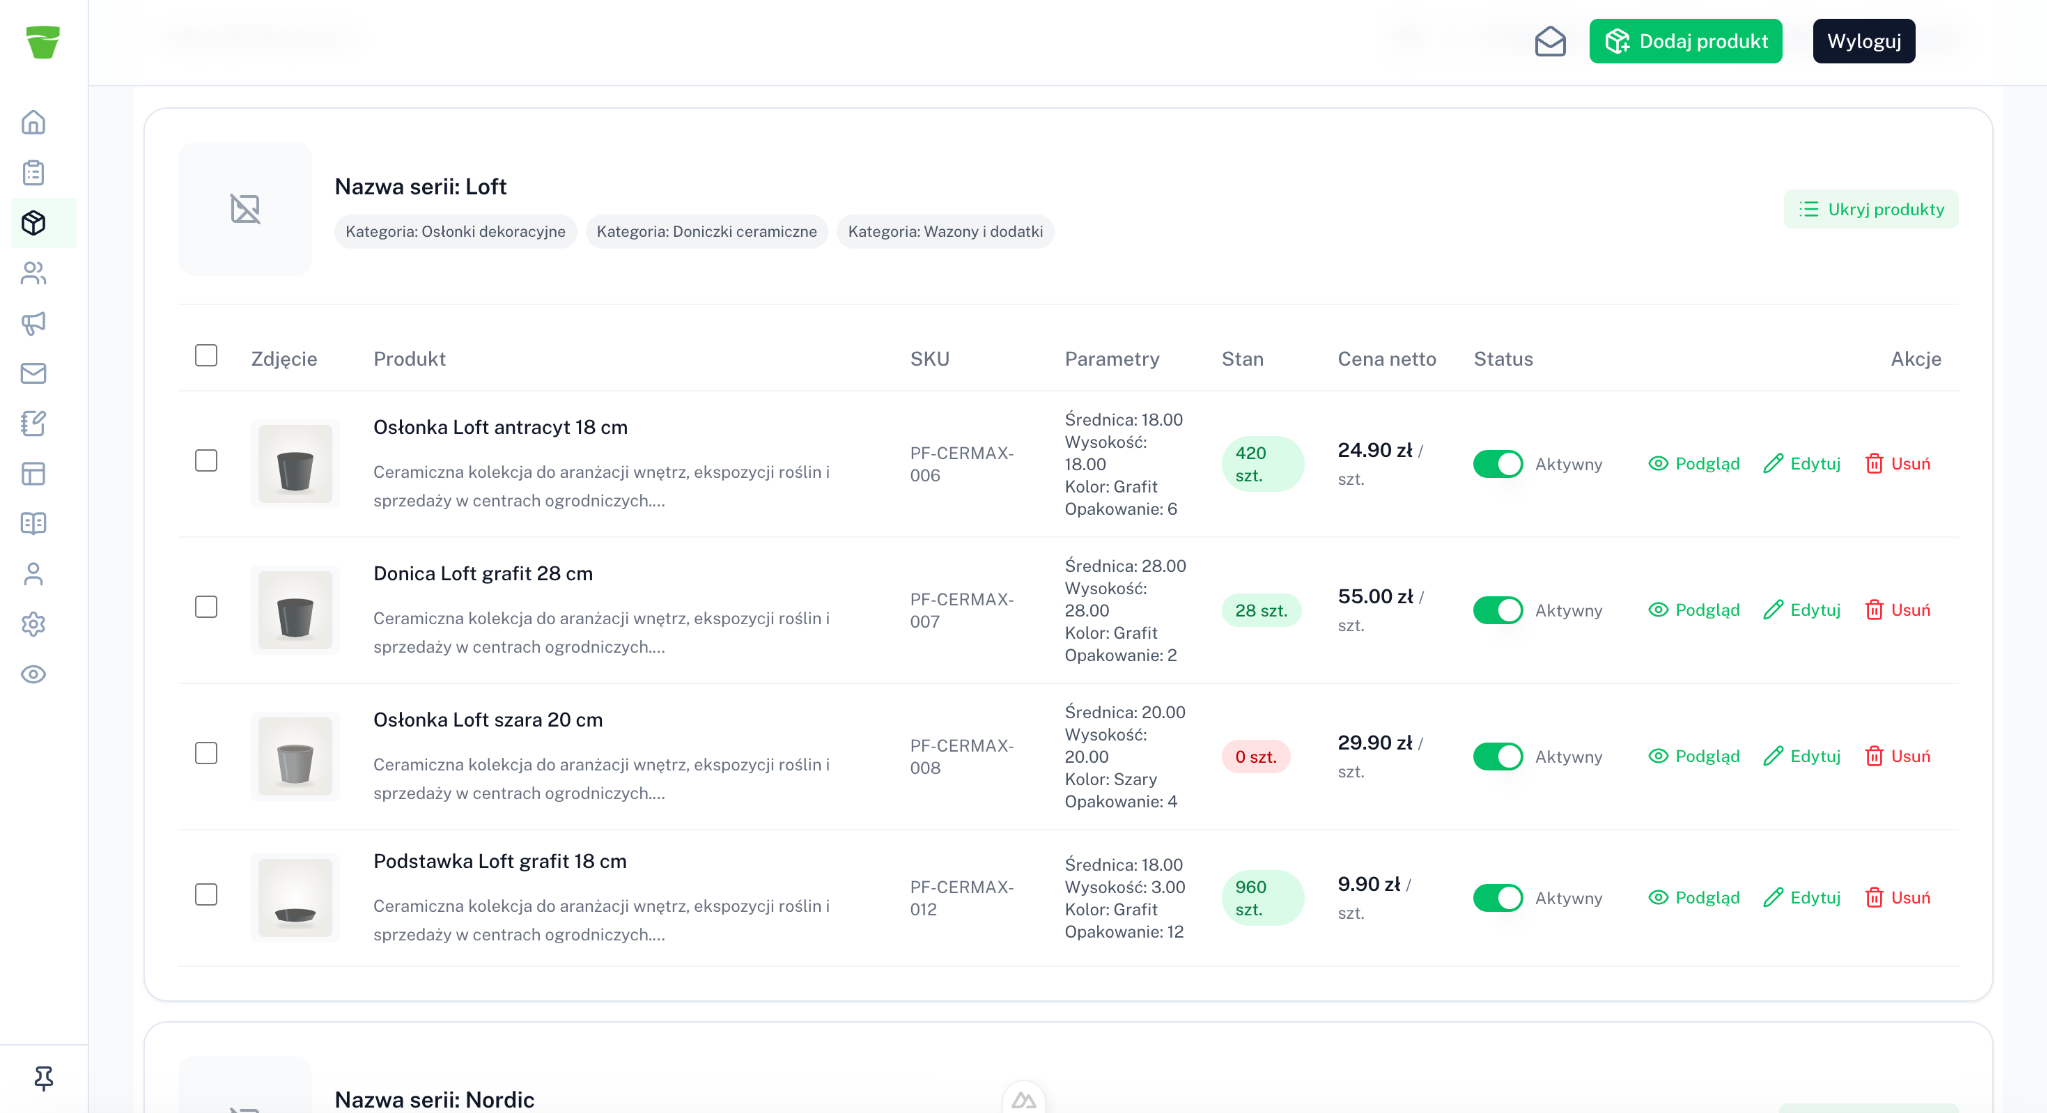 Dodaj produkt
Wyloguj
Nazwa serii: Loft
Kategoria: Osłonki dekoracyjne
Kategoria: Doniczki ceramiczne
Kategoria: Wazony i dodatki
Ukryj produkty
Zdjęcie
Produkt
SKU
Parametry
Stan
Cena netto
Status
Akcje
Osłonka Loft antracyt 18 cm
Ceramiczna kolekcja do aranżacji wnętrz, ekspozycji roślin i
sprzedaży w centrach ogrodniczych....
PF-CERMAX-
006
Średnica: 18.00
Wysokość:
18.00
Kolor: Grafit
Opakowanie: 6
420
szt.
24.90 zł /
szt.
Aktywny
Podgląd
Edytuj
Usuń
Donica Loft grafit 28 cm
Ceramiczna kolekcja do aranżacji wnętrz, ekspozycji roślin i
sprzedaży w centrach ogrodniczych....
PF-CERMAX-
007
Średnica: 28.00
Wysokość:
28.00
Kolor: Grafit
Opakowanie: 2
28 szt.
55.00 zł /
szt.
Aktywny
Podgląd
Edytuj
Usuń
Osłonka Loft szara 20 cm
Ceramiczna kolekcja do aranżacji wnętrz, ekspozycji roślin i
sprzedaży w centrach ogrodniczych....
PF-CERMAX-
008
Średnica: 20.00
Wysokość:
20.00
Kolor: Szary
Opakowanie: 4
0 szt.
29.90 zł /
szt.
Aktywny
Podgląd
Edytuj
Usuń
Podstawka Loft grafit 18 cm
Ceramiczna kolekcja do aranżacji wnętrz, ekspozycji roślin i
sprzedaży w centrach ogrodniczych....
PF-CERMAX-
012
Średnica: 18.00
Wysokość: 3.00
Kolor: Grafit
Opakowanie: 12
960
szt.
9.90 zł /
szt.
Aktywny
Podgląd
Edytuj
Usuń
Nazwa serii: Nordic